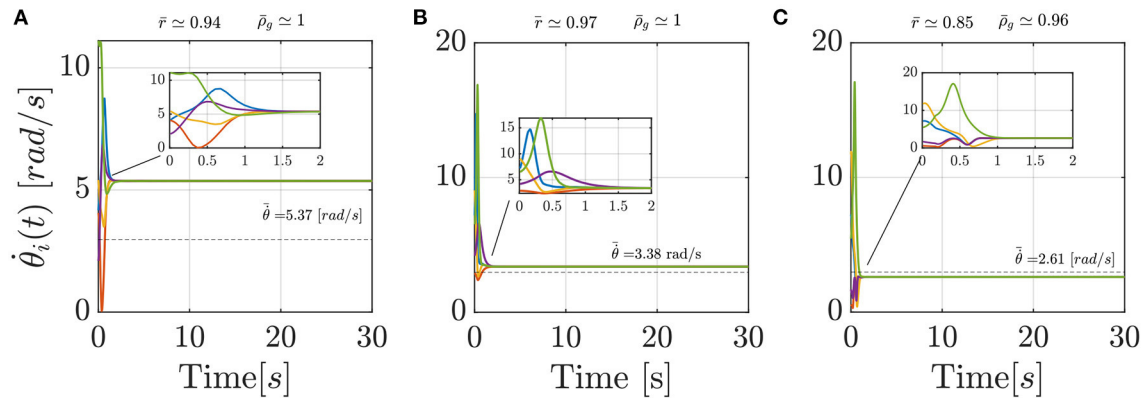 A
r̄ ≃ 0.94 ρ̄g ≃ 1
θ̇i(t) [rad/s]
10
5
0
0 10 20 30
Time[s]
10
5
0
0 0.5 1 1.5 2
θ̇̄ =5.37 [rad/s]
B
r̄ ≃ 0.97 ρ̄g ≃ 1
20
10
0
0 10 20 30
Time [s]
15
10
5
0 0.5 1 1.5 2
θ̇̄ =3.38 rad/s
C
r̄ ≃ 0.85 ρ̄g ≃ 0.96
20
10
0
0 10 20 30
Time[s]
20
15
10
5
0
0 0.5 1 1.5 2
θ̇̄ =2.61 [rad/s]